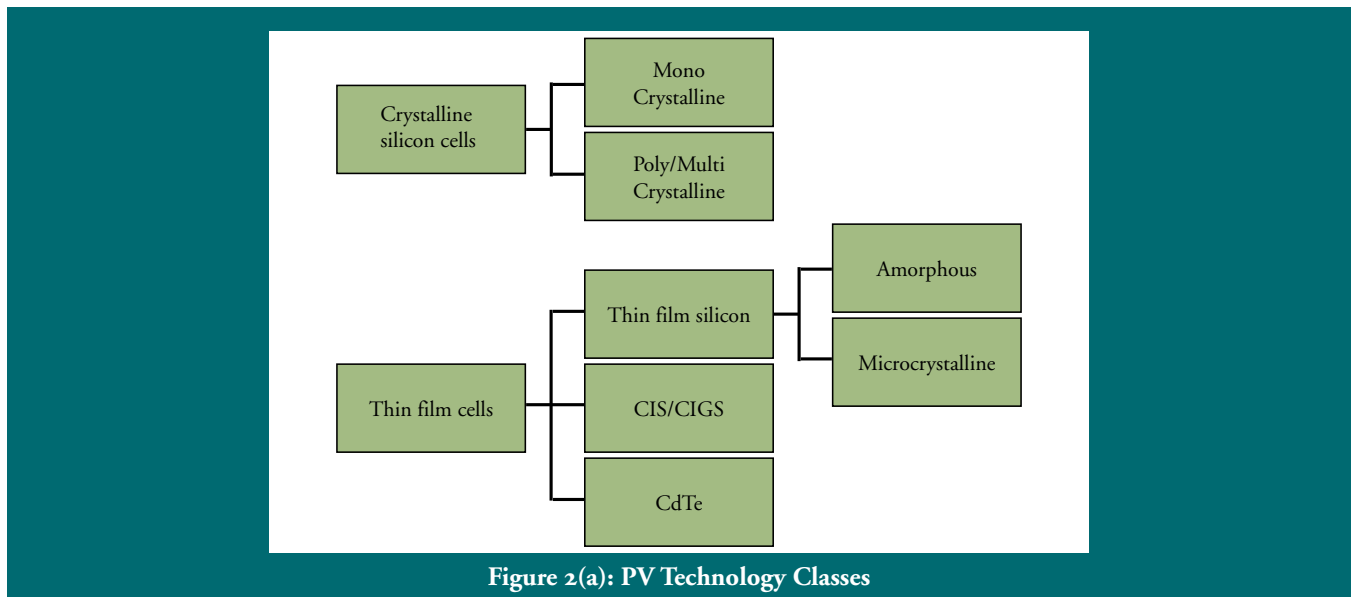 Crystalline
silicon cells
Mono
Crystalline
Poly/Multi
Crystalline
Thin film cells
Thin film silicon
CIS/CIGS
CdTe
Amorphous
Microcrystalline
Figure 2(a): PV Technology Classes